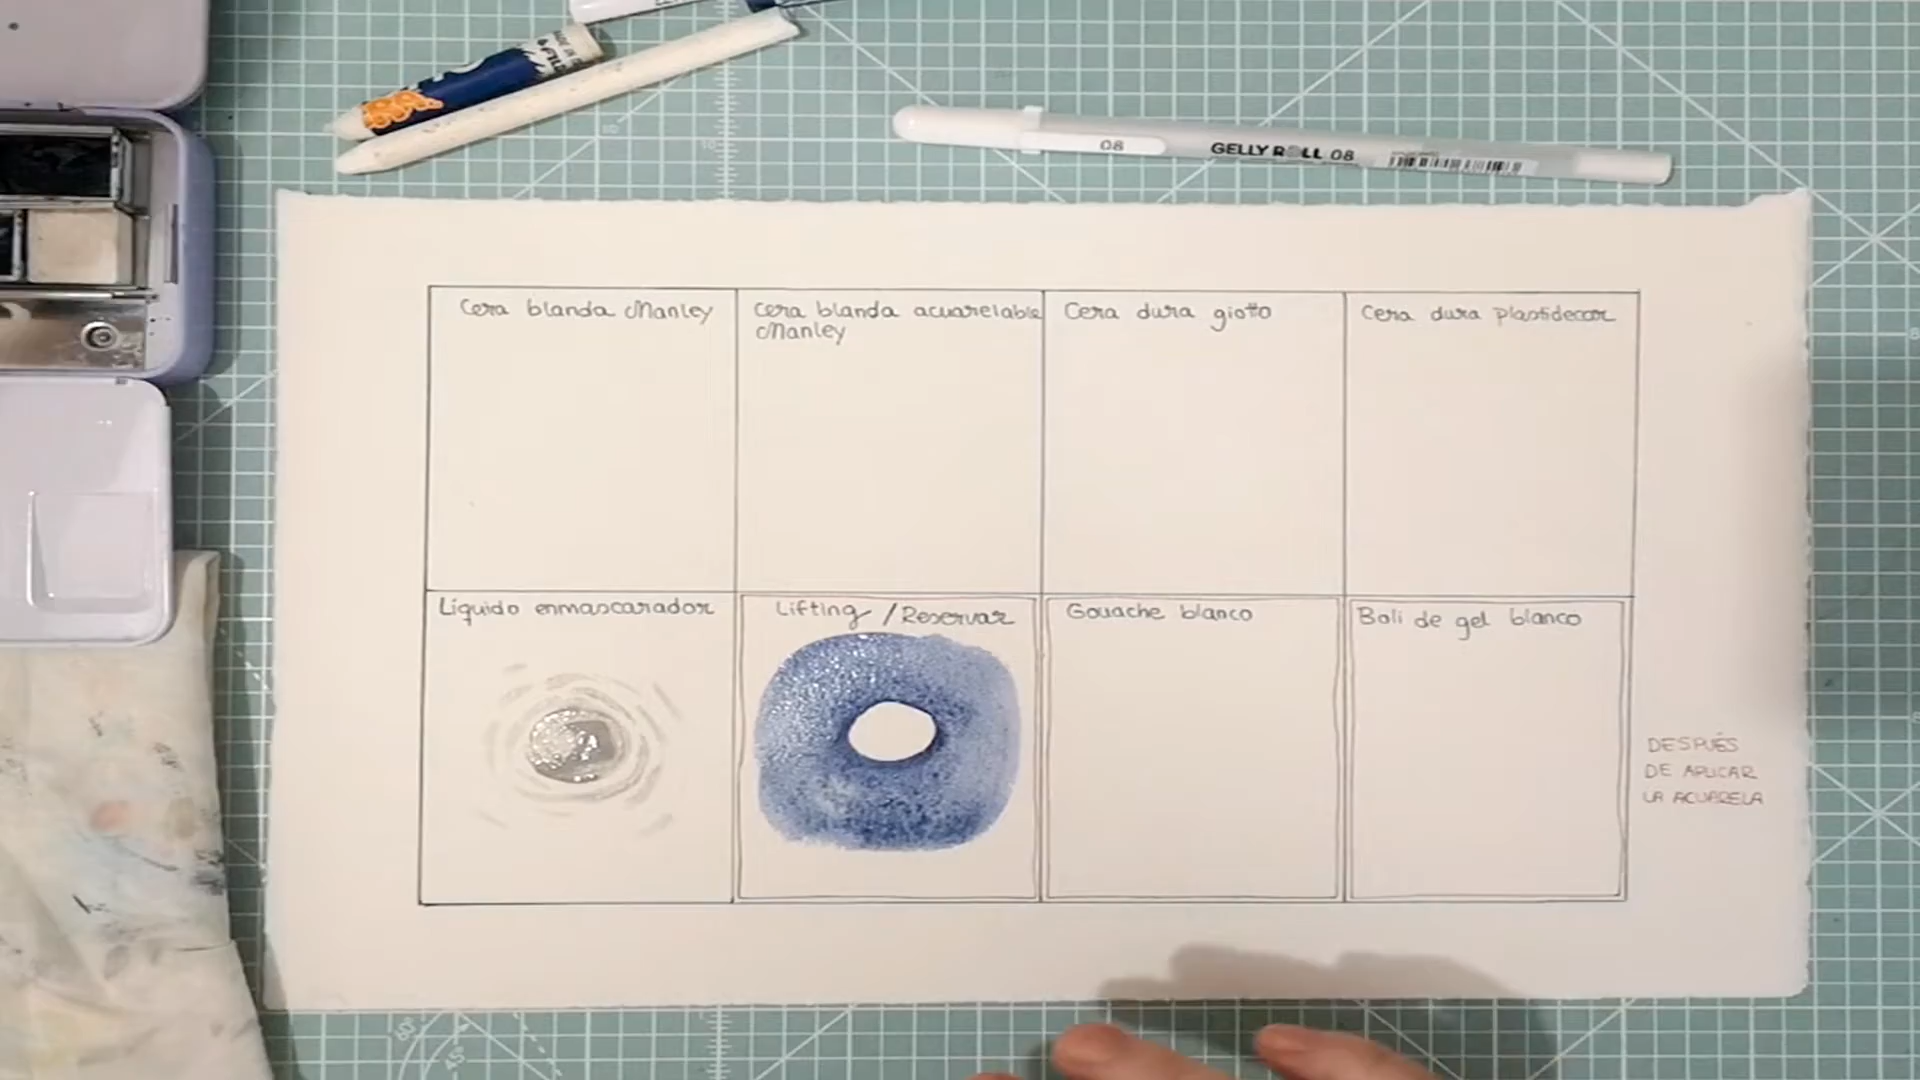 08
GELLY ROLL 08
Cera blanda Manley
Cera blanda acuarelable
Manley
Cera dura giotto
Cera dura plastidecor
Líquido enmascarador
Lifting / Reservar
Gouache blanco
Boli de gel blanco
DESPUÉS
DE APLICAR
LA ACUARELA